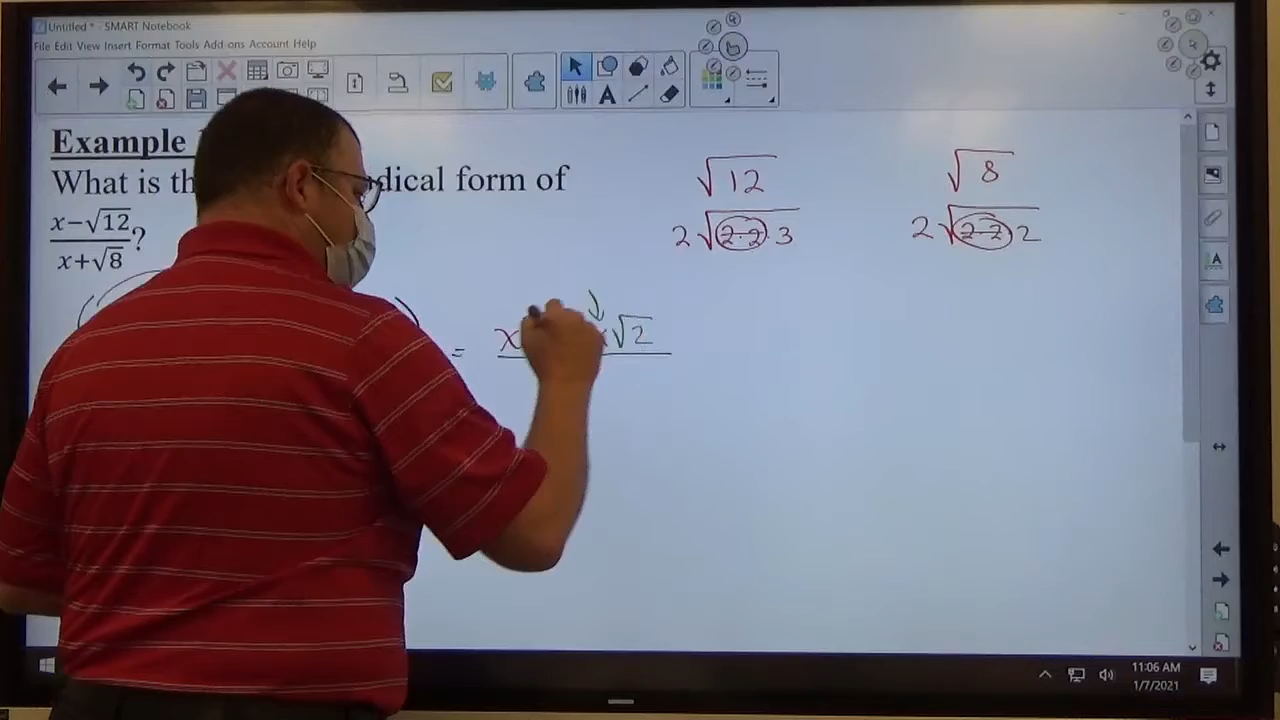 Untitled * - SMART Notebook
File Edit View Insert Format Tools Add-ons Account Help
Example
What is th dical form of
x−√12
x+√8
?
= x √2
√12
2√2·2·3
√8
2√2·2 2
11:06 AM
1/7/2021